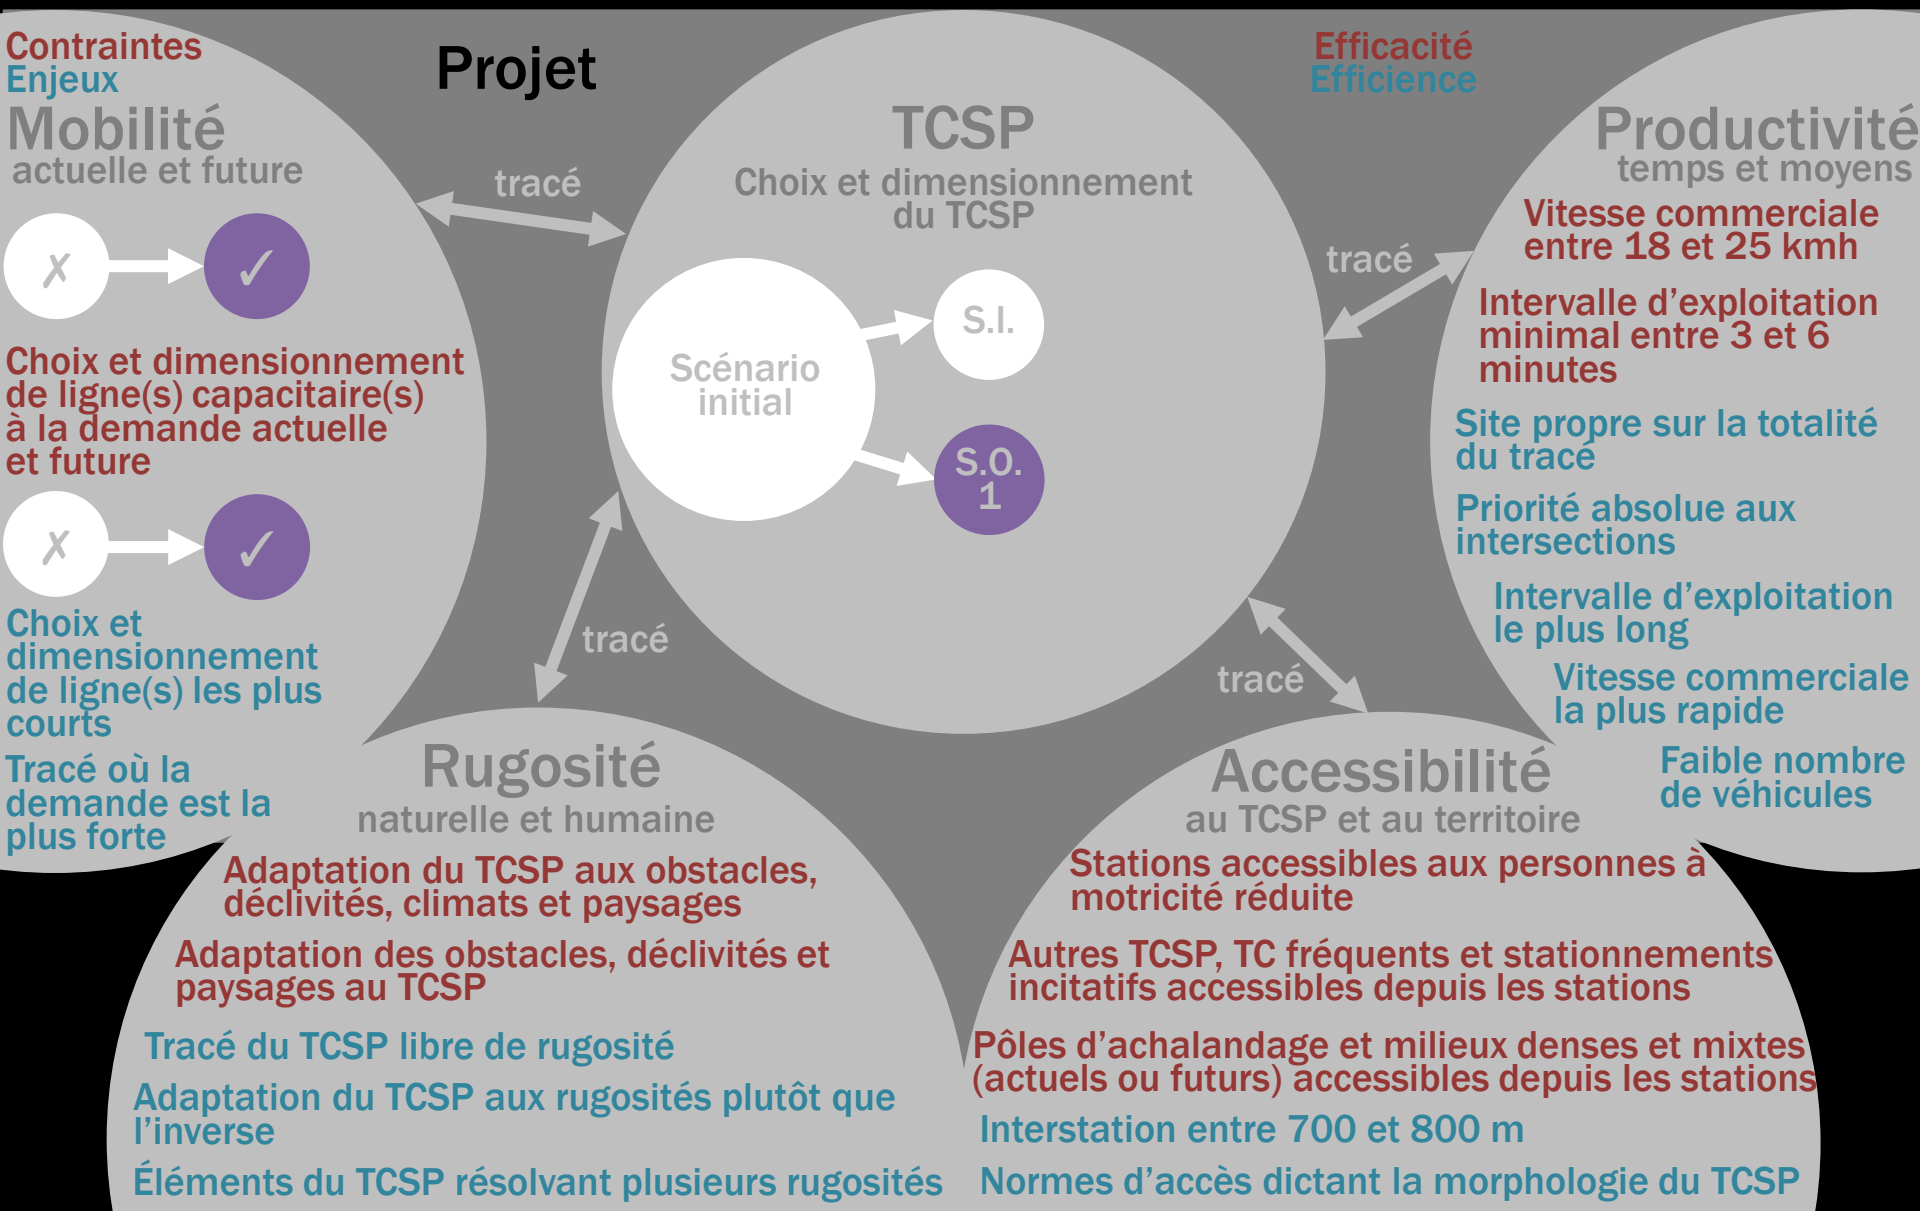 Contraintes
Enjeux
Mobilité
actuelle et future
✗
✓
Choix et dimensionnement
de ligne(s) capacitaire(s)
à la demande actuelle
et future
✗
✓
Choix et
dimensionnement
de ligne(s) les plus
courts
Tracé où la
demande est la
plus forte
Projet
tracé
TCSP
Choix et dimensionnement
du TCSP
Scénario
initial
S.I.
S.O.
1
tracé
tracé
tracé
Efficacité
Efficience
Productivité
temps et moyens
Vitesse commerciale
entre 18 et 25 kmh
Intervalle d’exploitation
minimal entre 3 et 6
minutes
Site propre sur la totalité
du tracé
Priorité absolue aux
intersections
Intervalle d’exploitation
le plus long
Vitesse commerciale
la plus rapide
Faible nombre
de véhicules
Rugosité
naturelle et humaine
Adaptation du TCSP aux obstacles,
déclivités, climats et paysages
Adaptation des obstacles, déclivités et
paysages au TCSP
Tracé du TCSP libre de rugosité
Adaptation du TCSP aux rugosités plutôt que
l’inverse
Éléments du TCSP résolvant plusieurs rugosités
Accessibilité
au TCSP et au territoire
Stations accessibles aux personnes à
motricité réduite
Autres TCSP, TC fréquents et stationnements
incitatifs accessibles depuis les stations
Pôles d’achalandage et milieux denses et mixtes
(actuels ou futurs) accessibles depuis les stations
Interstation entre 700 et 800 m
Normes d’accès dictant la morphologie du TCSP